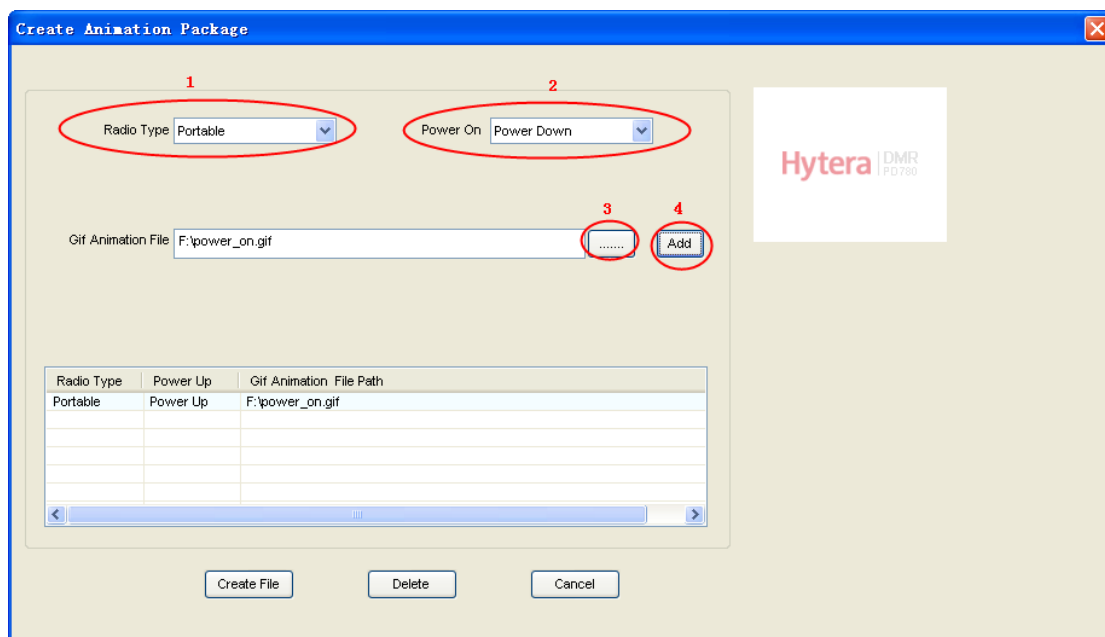 Create Animation Package
1
2
Radio Type Portable
Power On Power Down
Hytera DMR
PD780
3
4
Gif Animation File F:\power_on.gif
.......
Add
Radio Type Power Up Gif Animation File Path
Portable Power Up F:\power_on.gif
Create File Delete Cancel